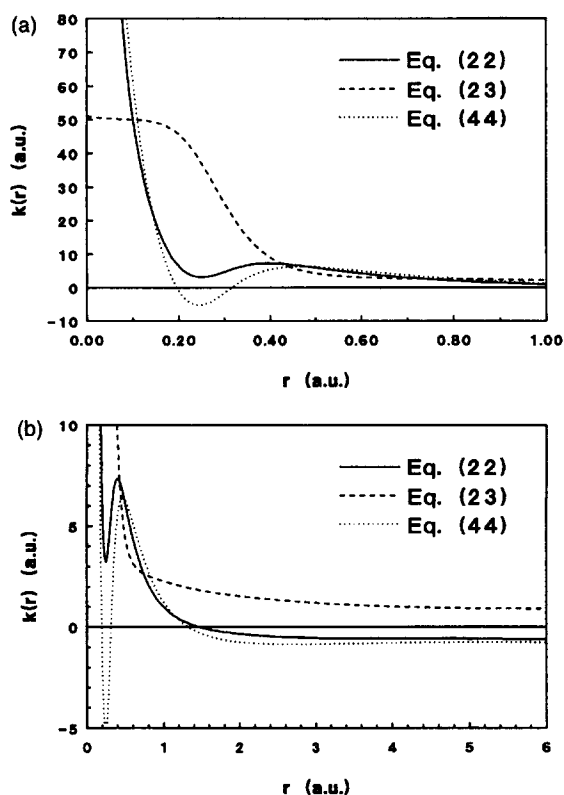 (a)
80
70
60
50
40
30
20
10
0
-10
k(r) (a.u.)
Eq. (22)
Eq. (23)
Eq. (44)
0.00 0.20 0.40 0.60 0.80 1.00
r (a.u.)
(b)
10
5
0
-5
k(r) (a.u.)
Eq. (22)
Eq. (23)
Eq. (44)
0 1 2 3 4 5 6
r (a.u.)